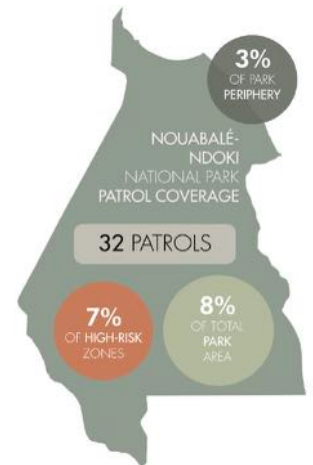 3%
OF PARK
PERIPHERY
NOUABALÉ-
NDOKI
NATIONAL PARK
PATROL COVERAGE
32 PATROLS
7%
OF HIGH-RISK
ZONES
8%
OF TOTAL
PARK
AREA